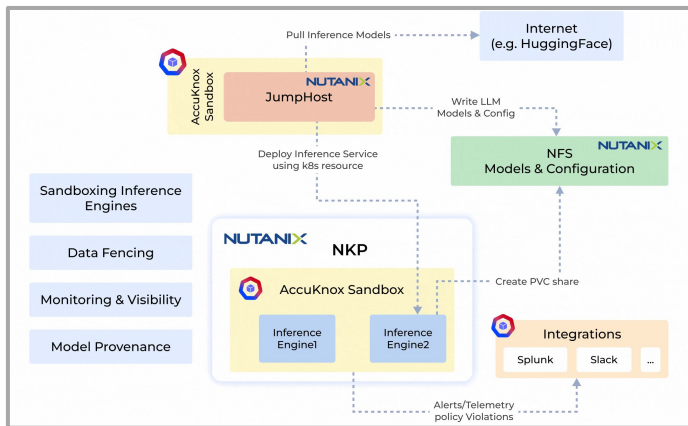 Pull Inference Models
Internet
(e.g. HuggingFace)
AccuKnox
Sandbox
NUTANIX
JumpHost
Write LLM
Models & Config
NUTANIX
NFS
Models & Configuration
Deploy Inference Service
using k8s resource
Sandboxing Inference
Engines
Data Fencing
Monitoring & Visibility
Model Provenance
NUTANIX
NKP
AccuKnox Sandbox
Inference
Engine1
Inference
Engine2
Create PVC share
Integrations
Splunk
Slack
...
Alerts/Telemetry
policy Violations